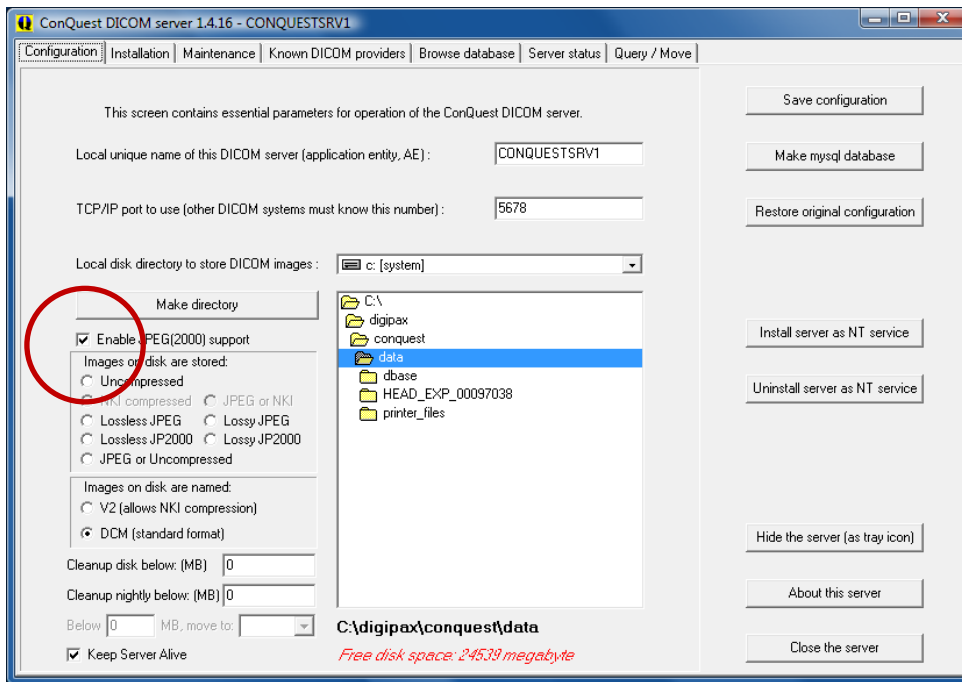 ConQuest DICOM server 1.4.16 - CONQUESTSRV1
Configuration Installation Maintenance Known DICOM providers Browse database Server status Query / Move
This screen contains essential parameters for operation of the ConQuest DICOM server.
Local unique name of this DICOM server (application entity, AE) : CONQUESTSRV1
TCP/IP port to use (other DICOM systems must know this number) : 5678
Local disk directory to store DICOM images : c: [system]
Make directory
Enable JPEG(2000) support
Images on disk are stored:
Uncompressed
NKI compressed JPEG or NKI
Lossless JPEG Lossy JPEG
Lossless JP2000 Lossy JP2000
JPEG or Uncompressed
Images on disk are named:
V2 (allows NKI compression)
DCM (standard format)
Cleanup disk below: (MB) 0
Cleanup nightly below: (MB) 0
Below 0 MB, move to:
Keep Server Alive
C:\
digipax
conquest
data
dbase
HEAD_EXP_00097038
printer_files
C:\digipax\conquest\data
Free disk space: 24539 megabyte
Save configuration
Make mysql database
Restore original configuration
Install server as NT service
Uninstall server as NT service
Hide the server (as tray icon)
About this server
Close the server